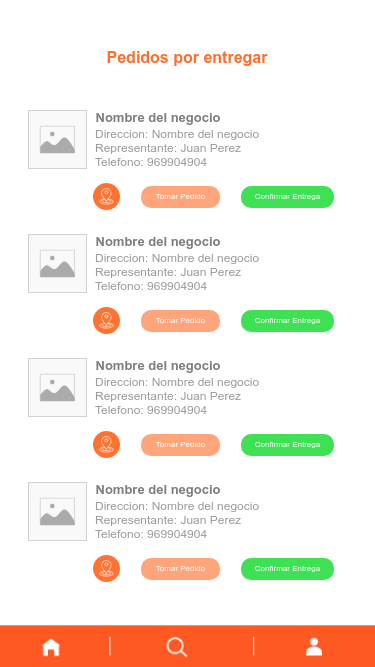 Pedidos por entregar
Nombre del negocio
Direccion: Nombre del negocio
Representante: Juan Perez
Telefono: 969904904
Tomar Pedido
Confirmar Entrega
Nombre del negocio
Direccion: Nombre del negocio
Representante: Juan Perez
Telefono: 969904904
Tomar Pedido
Confirmar Entrega
Nombre del negocio
Direccion: Nombre del negocio
Representante: Juan Perez
Telefono: 969904904
Tomar Pedido
Confirmar Entrega
Nombre del negocio
Direccion: Nombre del negocio
Representante: Juan Perez
Telefono: 969904904
Tomar Pedido
Confirmar Entrega